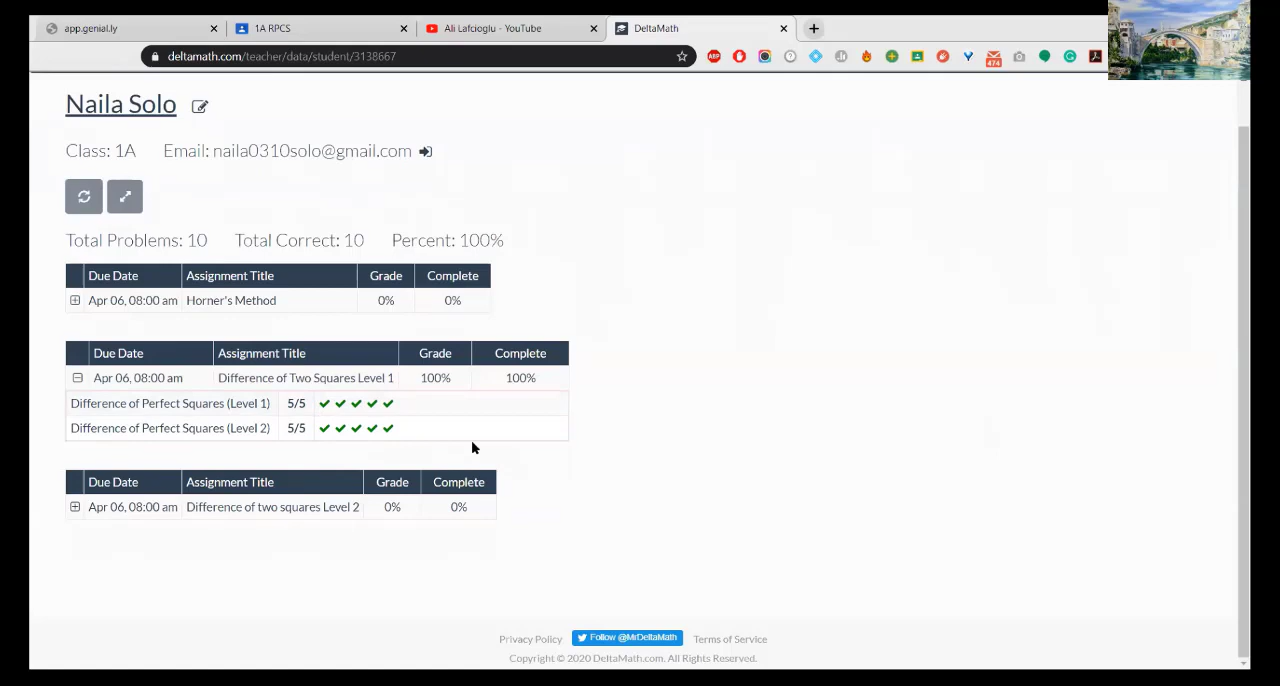 app.genial.ly
1A RPCS
Ali Lafcioglu - YouTube
DeltaMath
deltamath.com/teacher/data/student/3138667
ABP
474
Naila Solo
Class: 1A Email: naila0310solo@gmail.com
Total Problems: 10 Total Correct: 10 Percent: 100%
Due Date Assignment Title Grade Complete
Apr 06, 08:00 am Horner's Method 0% 0%
Due Date Assignment Title Grade Complete
Apr 06, 08:00 am Difference of Two Squares Level 1 100% 100%
Difference of Perfect Squares (Level 1) 5/5
Difference of Perfect Squares (Level 2) 5/5
Due Date Assignment Title Grade Complete
Apr 06, 08:00 am Difference of two squares Level 2 0% 0%
Privacy Policy Follow @MrDeltaMath Terms of Service
Copyright © 2020 DeltaMath.com. All Rights Reserved.